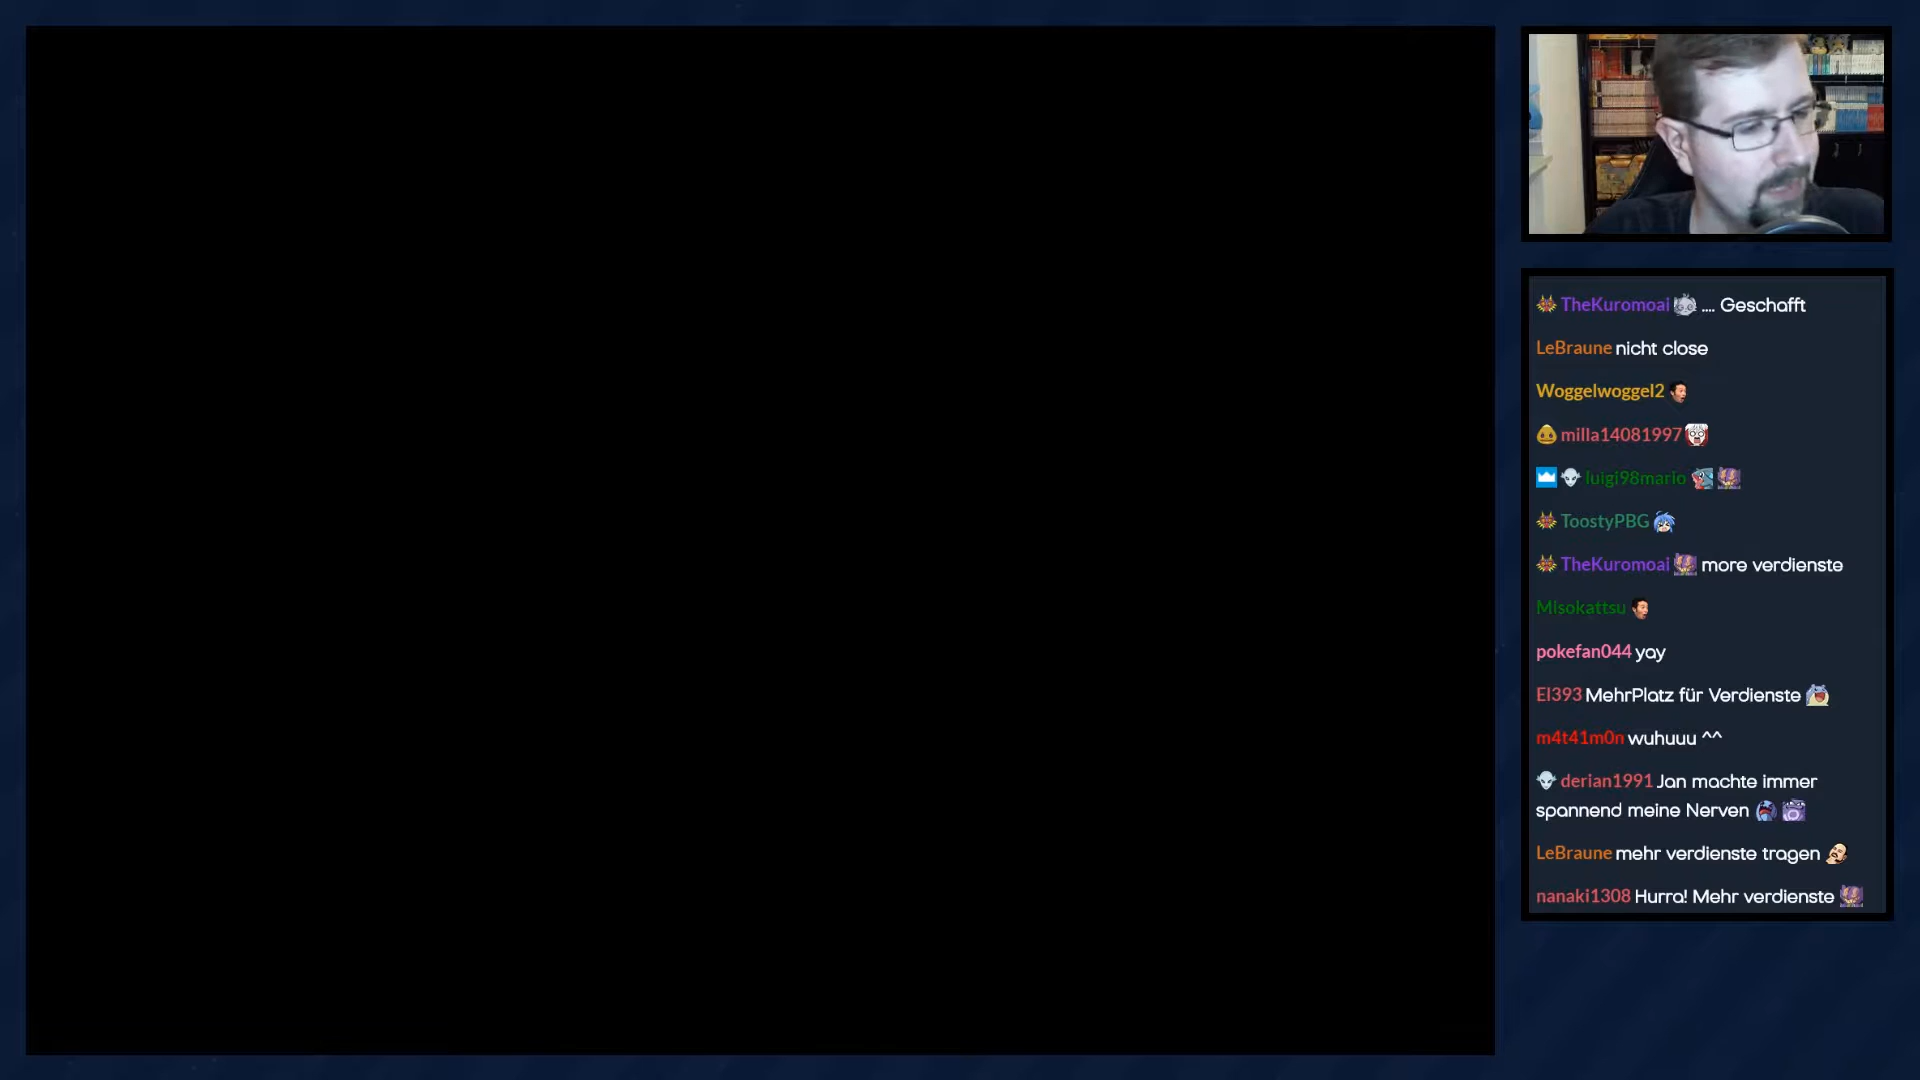 TheKuromoai .... Geschafft
LeBraune nicht close
Woggelwoggel2
milla14081997
luigi98mario
ToostyPBG
TheKuromoai more verdienste
Misokattsu
pokefan044 yay
El393 MehrPlatz für Verdienste
m4t41m0n wuhuuu ^^
derian1991 Jan machte immer
spannend meine Nerven
LeBraune mehr verdienste tragen
nanaki1308 Hurra! Mehr verdienste